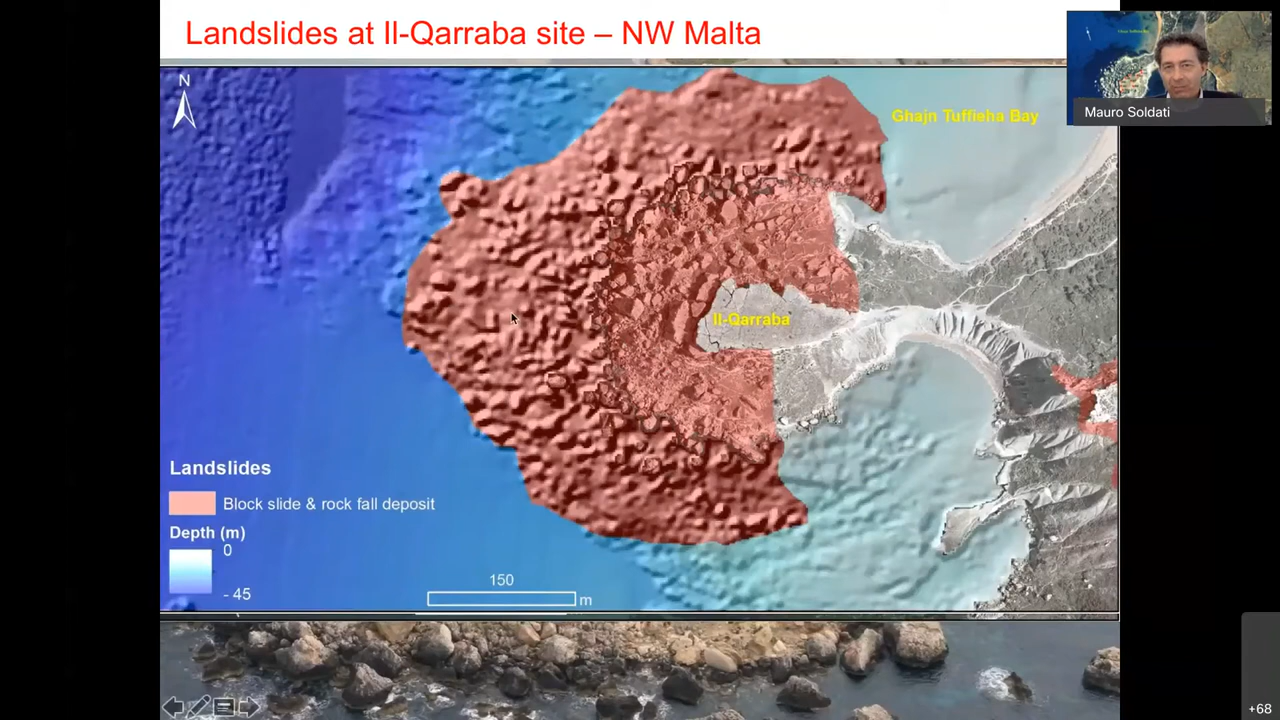 Landslides at Il-Qarraba site – NW Malta
Mauro Soldati
N
Ghajn Tuffieha Bay
Il-Qarraba
Landslides
Block slide & rock fall deposit
Depth (m)
0
- 45
150
m
+68